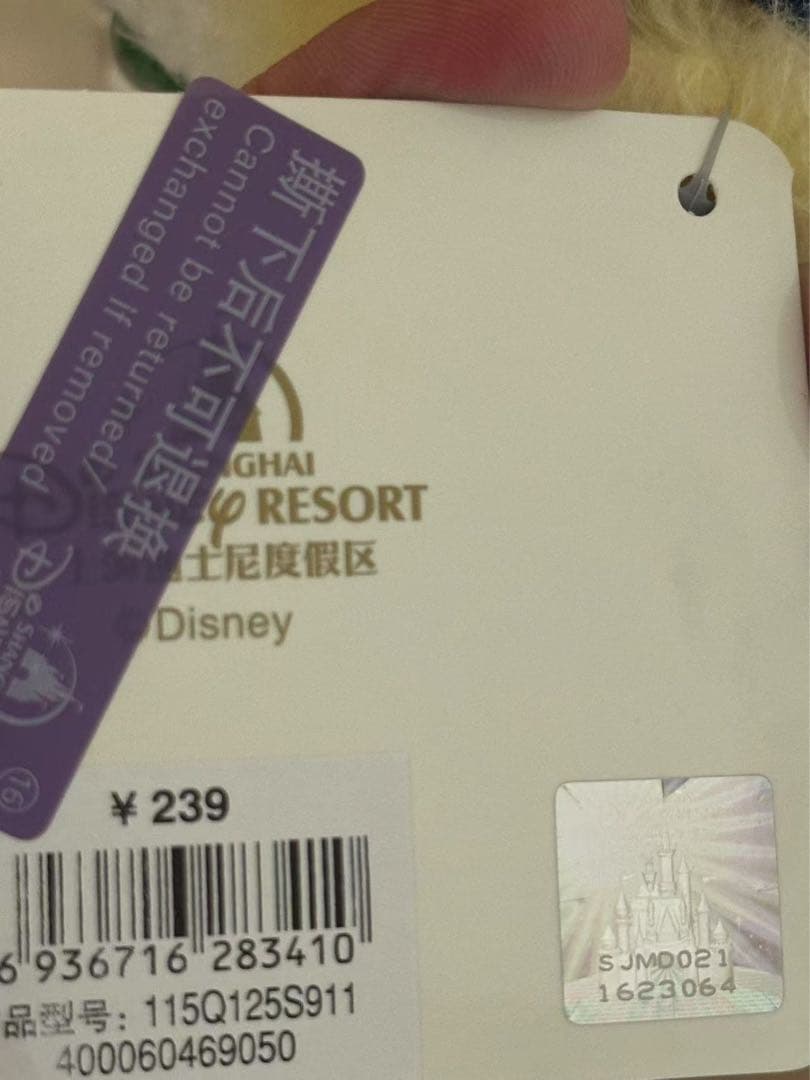 撕下后不可退换
Cannot be returned/
exchanged if removed
16
GHAI
RESORT
士尼度假区
©Disney
¥ 239
6 936716 283410
品型号: 115Q125S911
400060469050
SJMD021
1623064